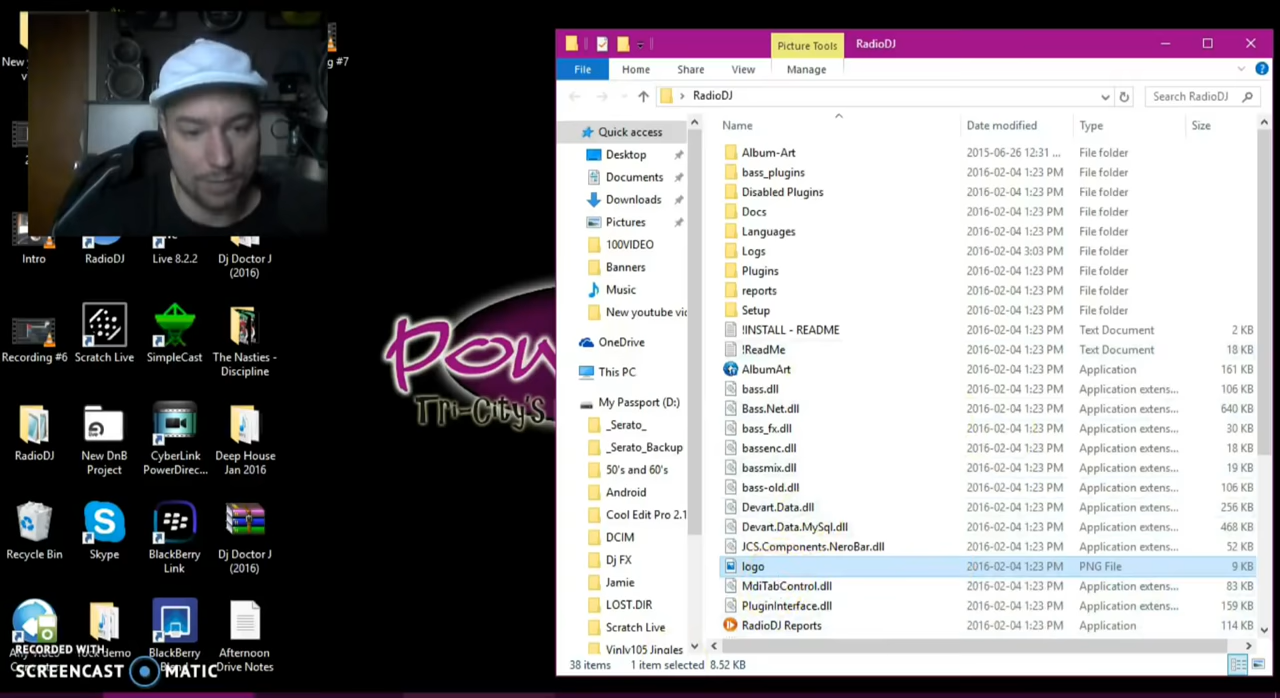 g #7
Intro
RadioDJ
Live 8.2.2
Dj Doctor J
(2016)
Recording #6
Scratch Live
SimpleCast
The Nasties -
Discipline
RadioDJ
New DnB
Project
CyberLink
PowerDirec...
Deep House
Jan 2016
Recycle Bin
Skype
BlackBerry
Link
Dj Doctor J
(2016)
BlackBerry
Afternoon
Drive Notes
RECORDED WITH
SCREENCAST MATIC
Pow
Tri-City's
Picture Tools
RadioDJ
File
Home
Share
View
Manage
RadioDJ
Search RadioDJ
Quick access
Desktop
Documents
Downloads
Pictures
100VIDEO
Banners
Music
New youtube vi
OneDrive
This PC
My Passport (D:)
_Serato_
_Serato_Backup
50's and 60's
Android
Cool Edit Pro 2.1
DCIM
Dj FX
Jamie
LOST.DIR
Scratch Live
Vinly105 Jingles
Name Date modified Type Size
Album-Art 2015-06-26 12:31 ... File folder
bass_plugins 2016-02-04 1:23 PM File folder
Disabled Plugins 2016-02-04 1:23 PM File folder
Docs 2016-02-04 1:23 PM File folder
Languages 2016-02-04 1:23 PM File folder
Logs 2016-02-04 3:03 PM File folder
Plugins 2016-02-04 1:23 PM File folder
reports 2016-02-04 1:23 PM File folder
Setup 2016-02-04 1:23 PM File folder
!INSTALL - README 2016-02-04 1:23 PM Text Document 2 KB
!ReadMe 2016-02-04 1:23 PM Text Document 18 KB
AlbumArt 2016-02-04 1:23 PM Application 161 KB
bass.dll 2016-02-04 1:23 PM Application extens... 106 KB
Bass.Net.dll 2016-02-04 1:23 PM Application extens... 640 KB
bass_fx.dll 2016-02-04 1:23 PM Application extens... 30 KB
bassenc.dll 2016-02-04 1:23 PM Application extens... 18 KB
bassmix.dll 2016-02-04 1:23 PM Application extens... 19 KB
bass-old.dll 2016-02-04 1:23 PM Application extens... 106 KB
Devart.Data.dll 2016-02-04 1:23 PM Application extens... 256 KB
Devart.Data.MySql.dll 2016-02-04 1:23 PM Application extens... 468 KB
JCS.Components.NeroBar.dll 2016-02-04 1:23 PM Application extens... 52 KB
logo 2016-02-04 1:23 PM PNG File 9 KB
MdiTabControl.dll 2016-02-04 1:23 PM Application extens... 83 KB
PluginInterface.dll 2016-02-04 1:23 PM Application extens... 159 KB
RadioDJ Reports 2016-02-04 1:23 PM Application 114 KB
38 items 1 item selected 8.52 KB